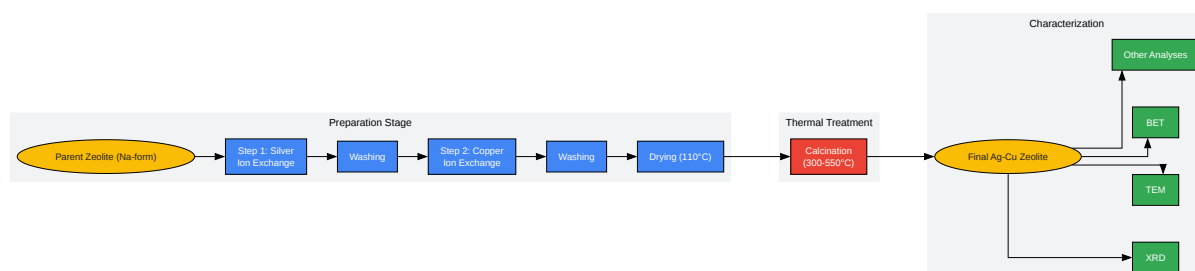 Characterization
Other Analyses
Preparation Stage
Thermal Treatment
BET
Parent Zeolite (Na-form)
Step 1: Silver
Ion Exchange
Washing
Step 2: Copper
Ion Exchange
Washing
Drying (110°C)
Calcination
(300-550°C)
Final Ag-Cu Zeolite
TEM
XRD